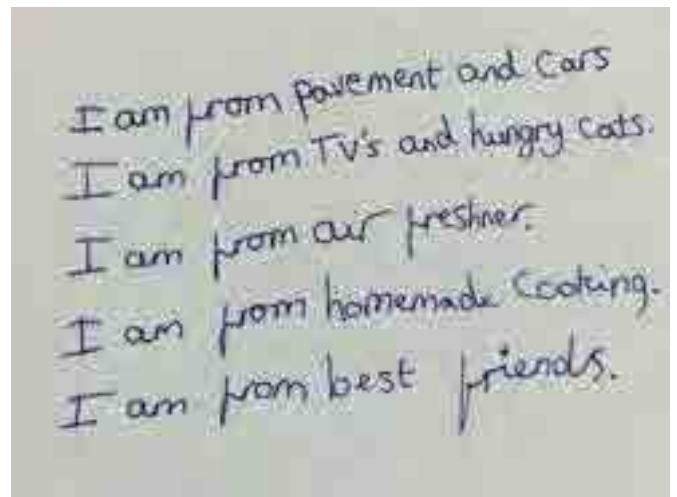 I am from pavement and Cars
I am from TV's and hungry cats.
I am from air freshner.
I am from homemade Cooking.
I am from best friends.